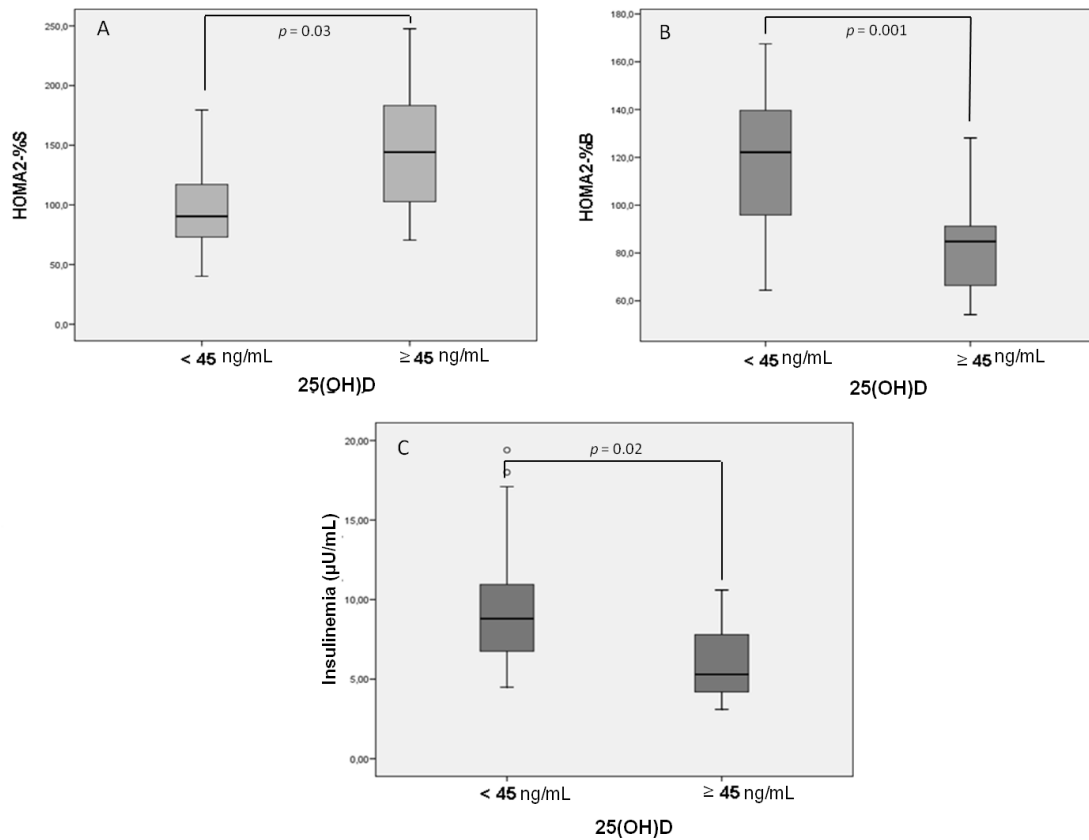 A
p = 0.03
HOMA2-%S
250,0
200,0
150,0
100,0
50,0
0,0
< 45 ng/mL
≥ 45 ng/mL
25(OH)D
B
p = 0.001
HOMA2-%B
180,0
160,0
140,0
120,0
100,0
80,0
60,0
< 45 ng/mL
≥ 45 ng/mL
25(OH)D
C
p = 0.02
Insulinemia (µU/mL)
20,00
15,00
10,00
5,00
0,00
< 45 ng/mL
≥ 45 ng/mL
25(OH)D